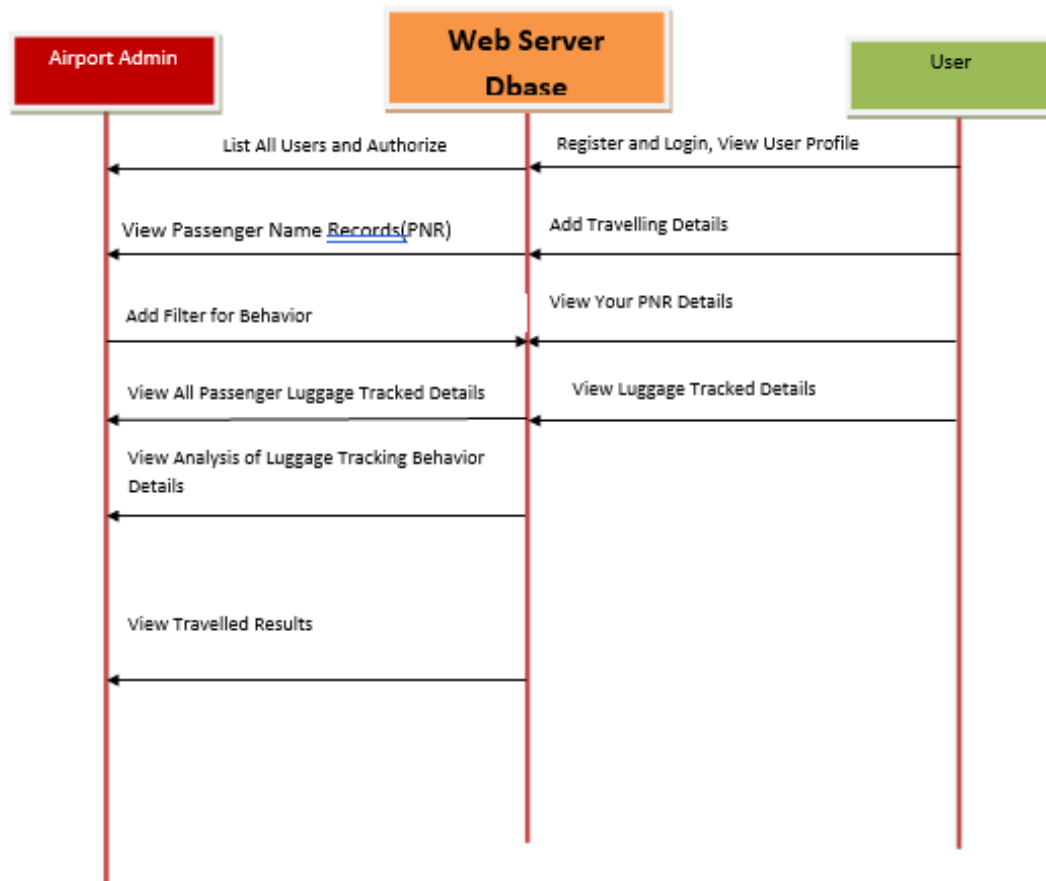 Airport Admin
Web Server
Dbase
User
List All Users and Authorize
Register and Login, View User Profile
View Passenger Name Records(PNR)
Add Travelling Details
Add Filter for Behavior
View Your PNR Details
View All Passenger Luggage Tracked Details
View Luggage Tracked Details
View Analysis of Luggage Tracking Behavior
Details
View Travelled Results